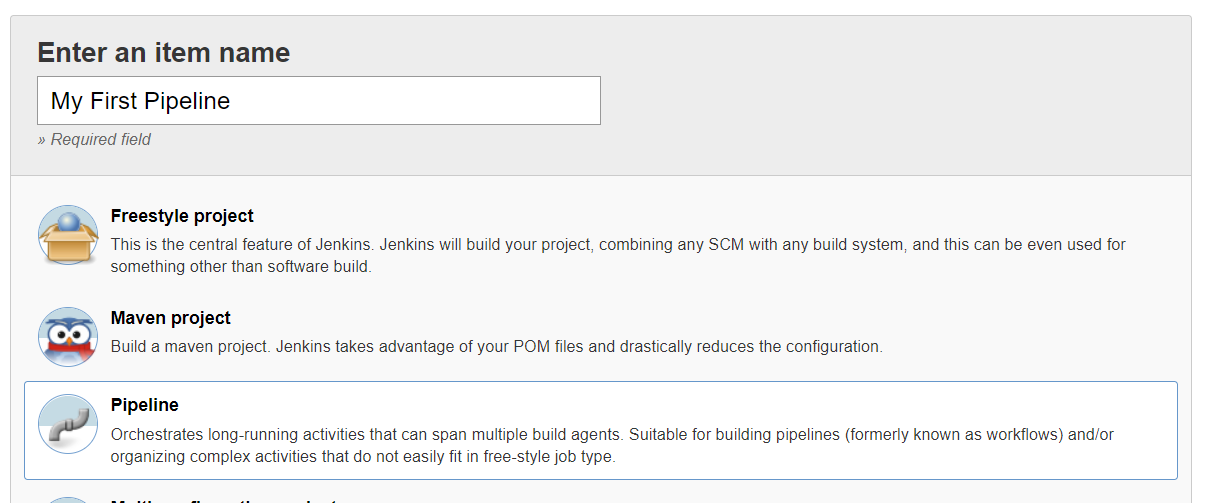 Enter an item name
My First Pipeline
» Required field
Freestyle project
This is the central feature of Jenkins. Jenkins will build your project, combining any SCM with any build system, and this can be even used for
something other than software build.
Maven project
Build a maven project. Jenkins takes advantage of your POM files and drastically reduces the configuration.
Pipeline
Orchestrates long-running activities that can span multiple build agents. Suitable for building pipelines (formerly known as workflows) and/or
organizing complex activities that do not easily fit in free-style job type.